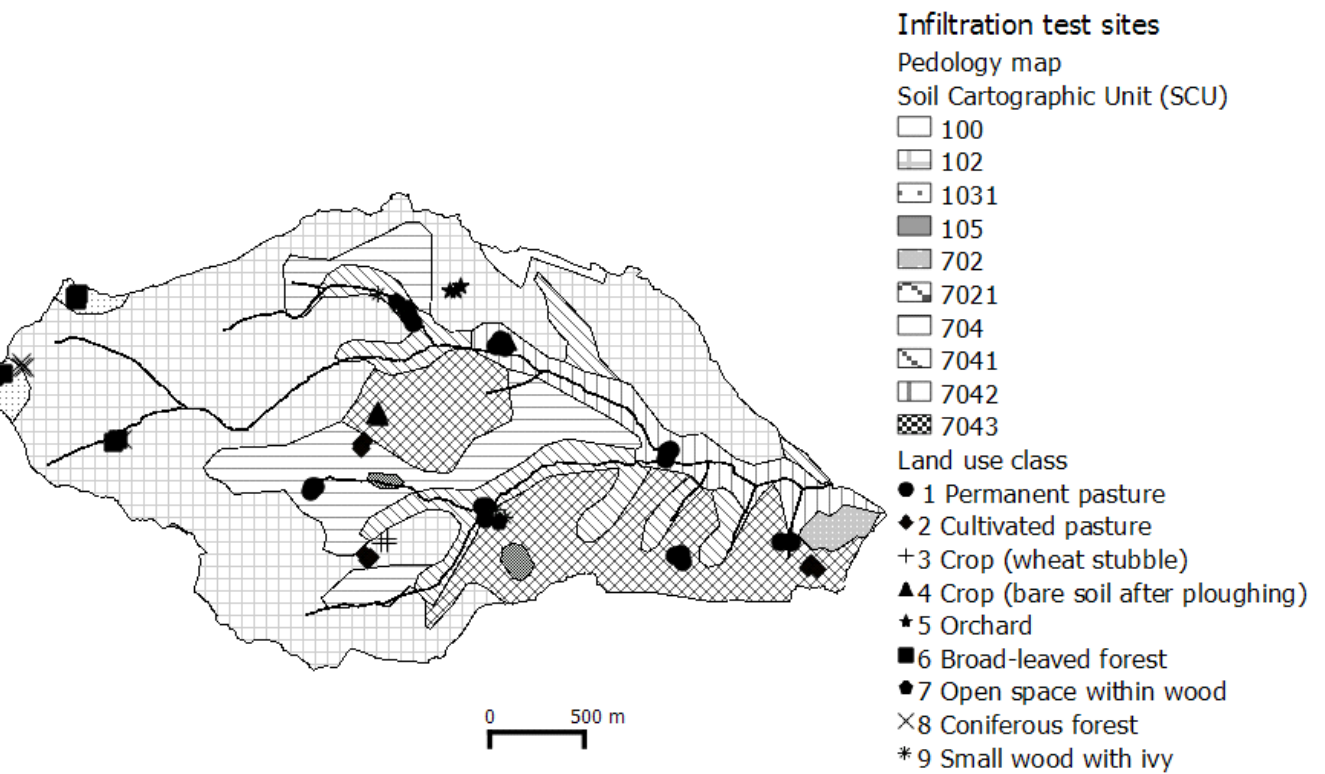 Infiltration test sites
Pedology map
Soil Cartographic Unit (SCU)
100
102
1031
105
702
7021
704
7041
7042
7043
Land use class
1 Permanent pasture
2 Cultivated pasture
3 Crop (wheat stubble)
4 Crop (bare soil after ploughing)
5 Orchard
6 Broad-leaved forest
7 Open space within wood
8 Coniferous forest
9 Small wood with ivy
0 500 m